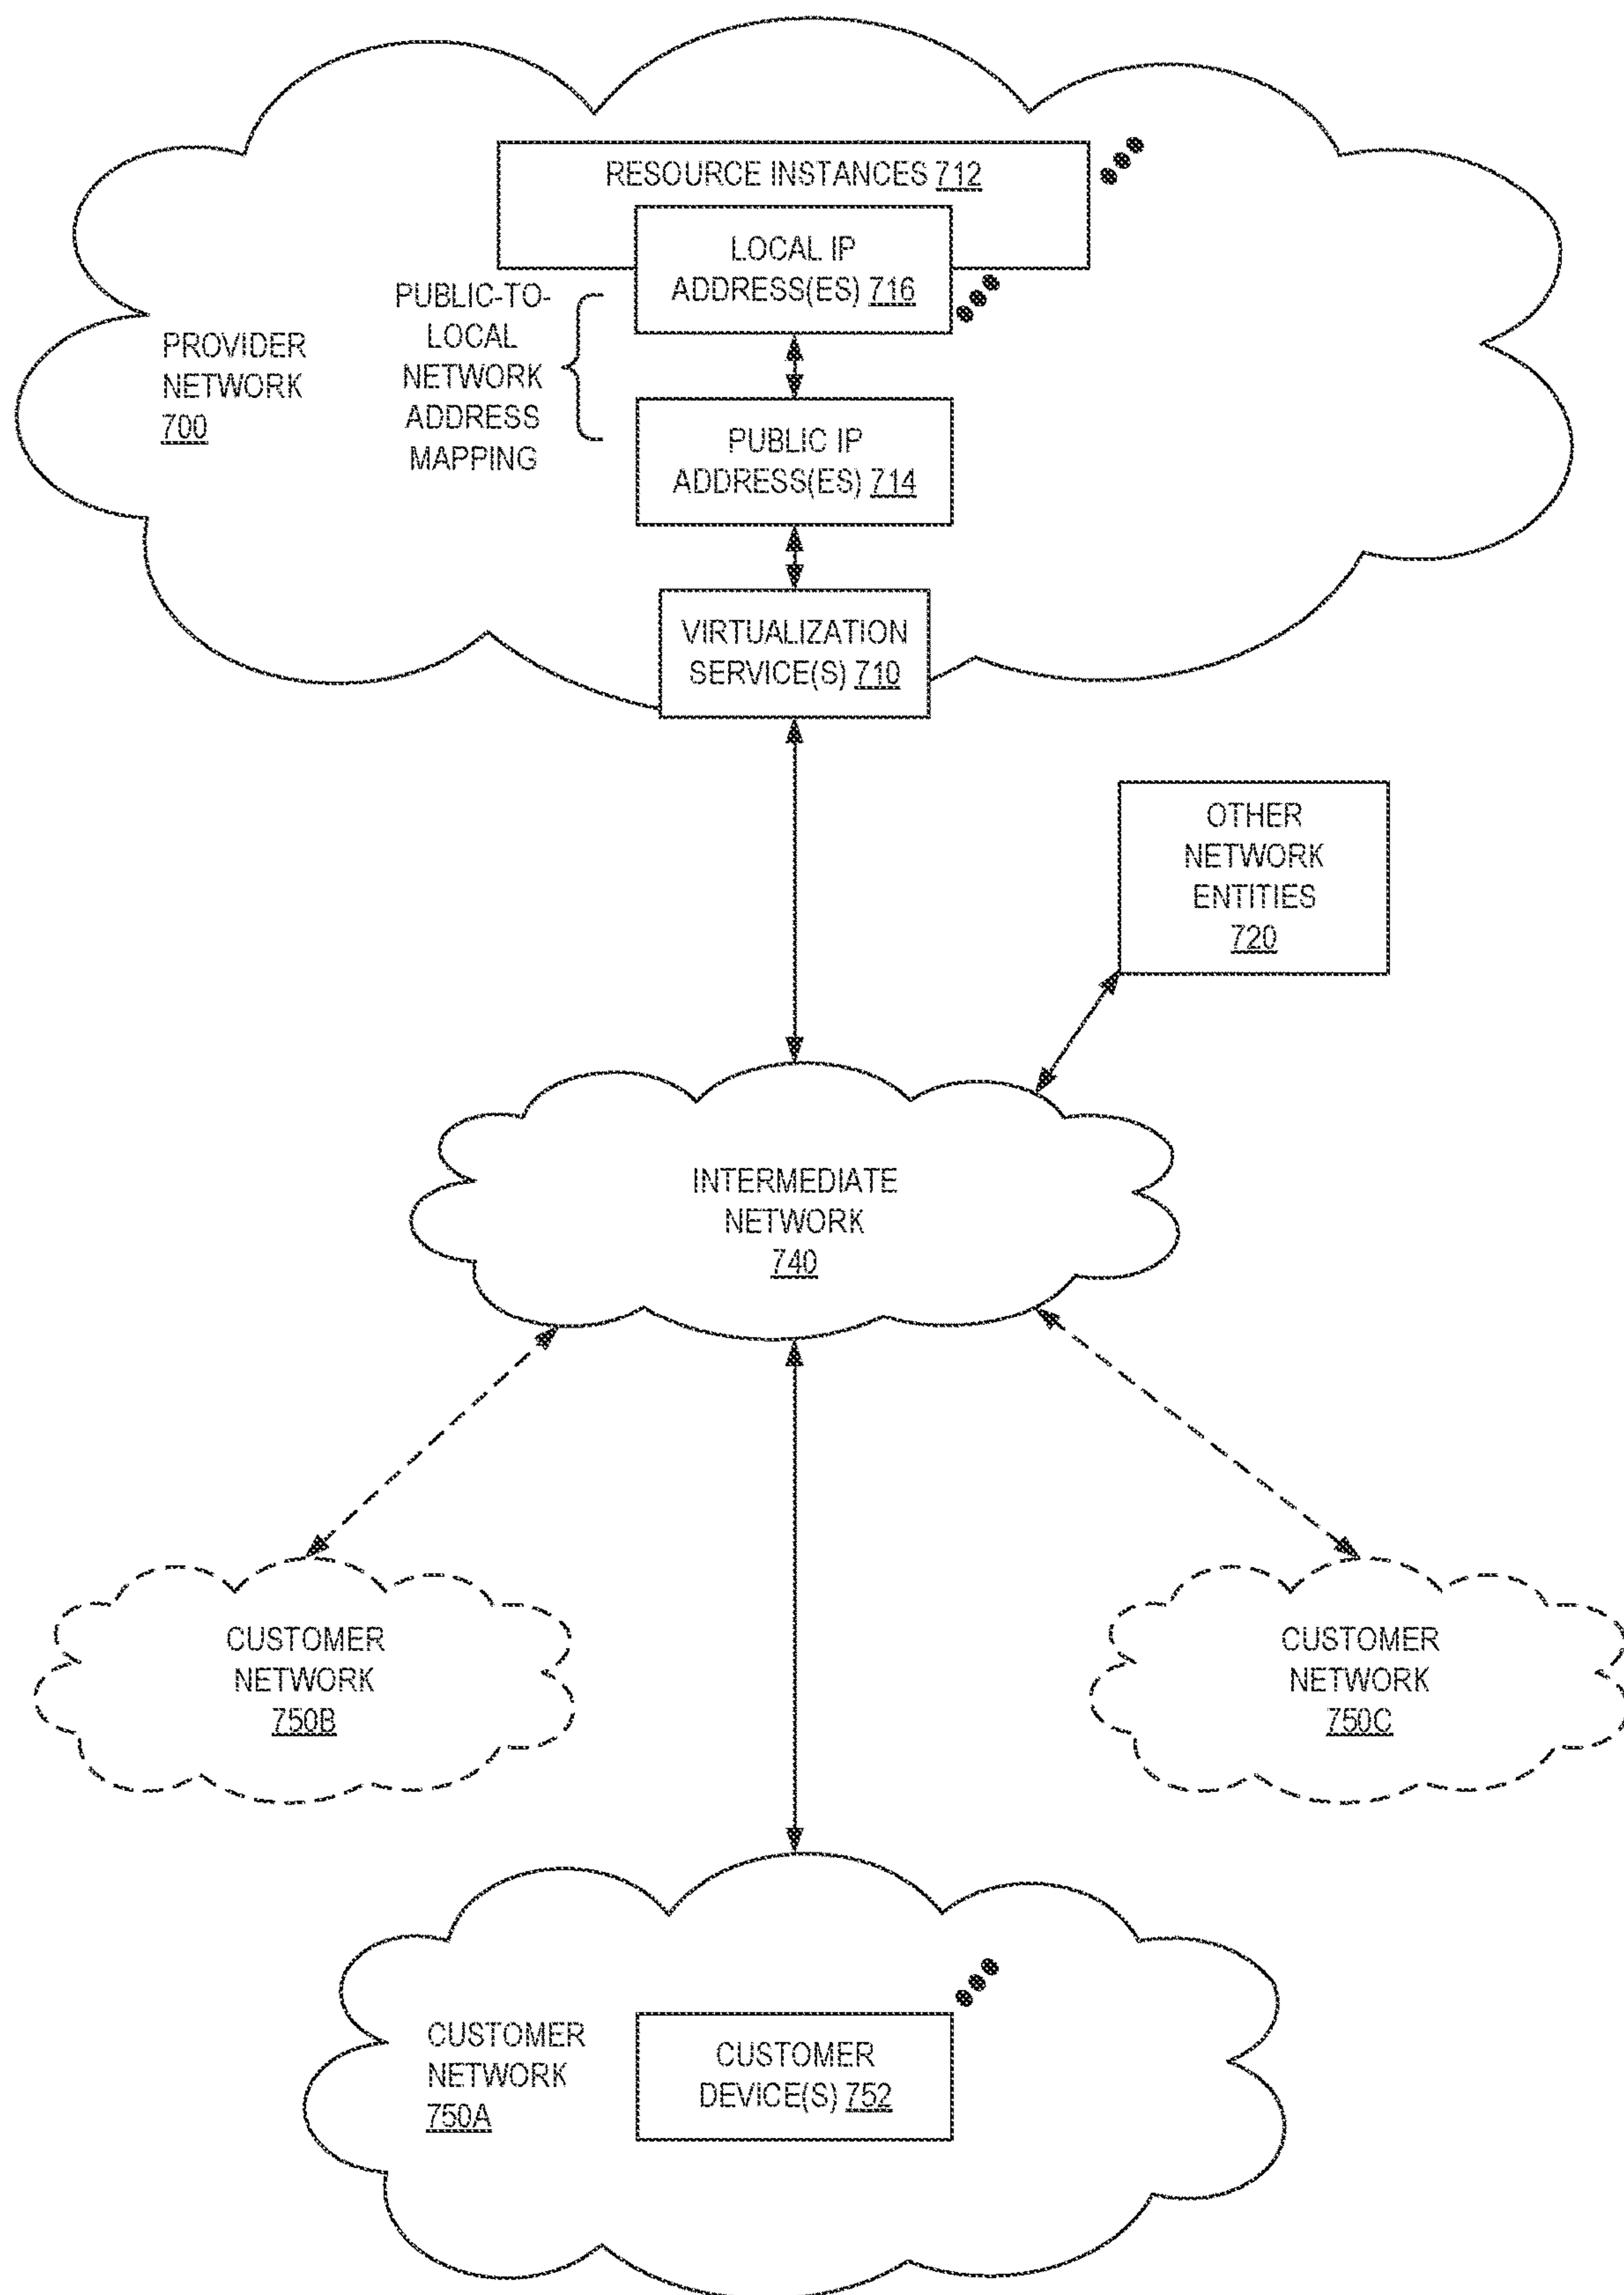 RESOURCE INSTANCES 712
LOCAL IP
ADDRESS(ES) 716
PUBLIC-TO-
LOCAL
NETWORK
ADDRESS
MAPPING
PROVIDER
NETWORK
700
PUBLIC IP
ADDRESS(ES) 714
VIRTUALIZATION
SERVICE(S) 710
OTHER
NETWORK
ENTITIES
720
INTERMEDIATE
NETWORK
740
CUSTOMER
NETWORK
750B
CUSTOMER
NETWORK
750C
CUSTOMER
NETWORK
750A
CUSTOMER
DEVICE(S) 752